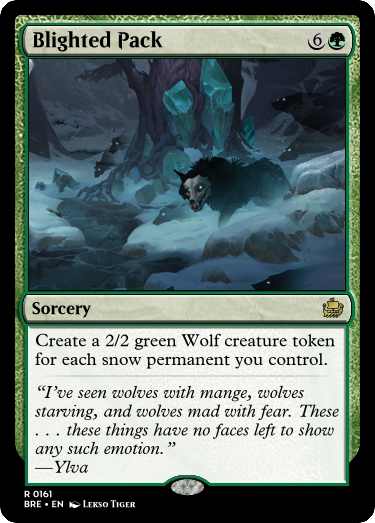 Blighted Pack 6
Sorcery
Create a 2/2 green Wolf creature token
for each snow permanent you control.
“I’ve seen wolves with mange, wolves
starving, and wolves mad with fear. These
. . . these things have no faces left to show
any such emotion.”
—Ylva
R 0161
BRE • EN Lekso Tiger